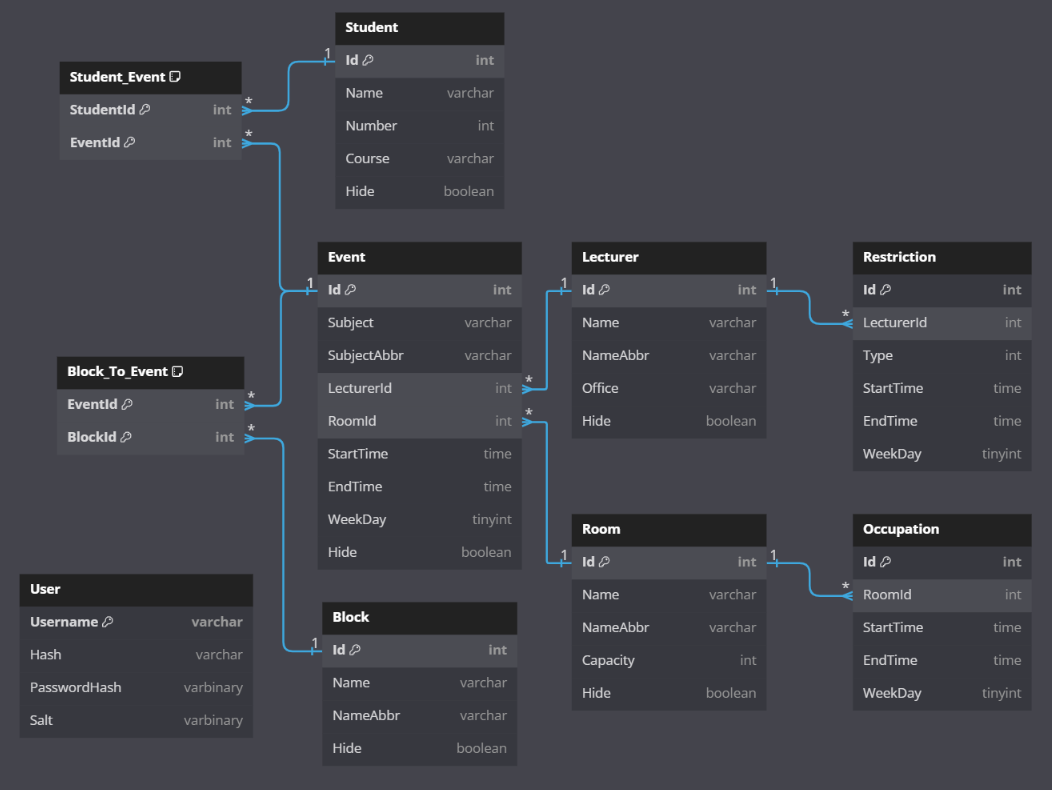 Student
Id int
Name varchar
Number int
Course varchar
Hide boolean
1
Student_Event
StudentId int
EventId int
*
*
Event
Id int
Subject varchar
SubjectAbbr varchar
LecturerId int
RoomId int
StartTime time
EndTime time
WeekDay tinyint
Hide boolean
1
*
*
Lecturer
Id int
Name varchar
NameAbbr varchar
Office varchar
Hide boolean
1
1
Restriction
Id int
LecturerId int
Type int
StartTime time
EndTime time
WeekDay tinyint
*
Block_To_Event
EventId int
BlockId int
*
*
Room
Id int
Name varchar
NameAbbr varchar
Capacity int
Hide boolean
1
1
Occupation
Id int
RoomId int
StartTime time
EndTime time
WeekDay tinyint
*
User
Username varchar
Hash varchar
PasswordHash varbinary
Salt varbinary
Block
Id int
Name varchar
NameAbbr varchar
Hide boolean
1